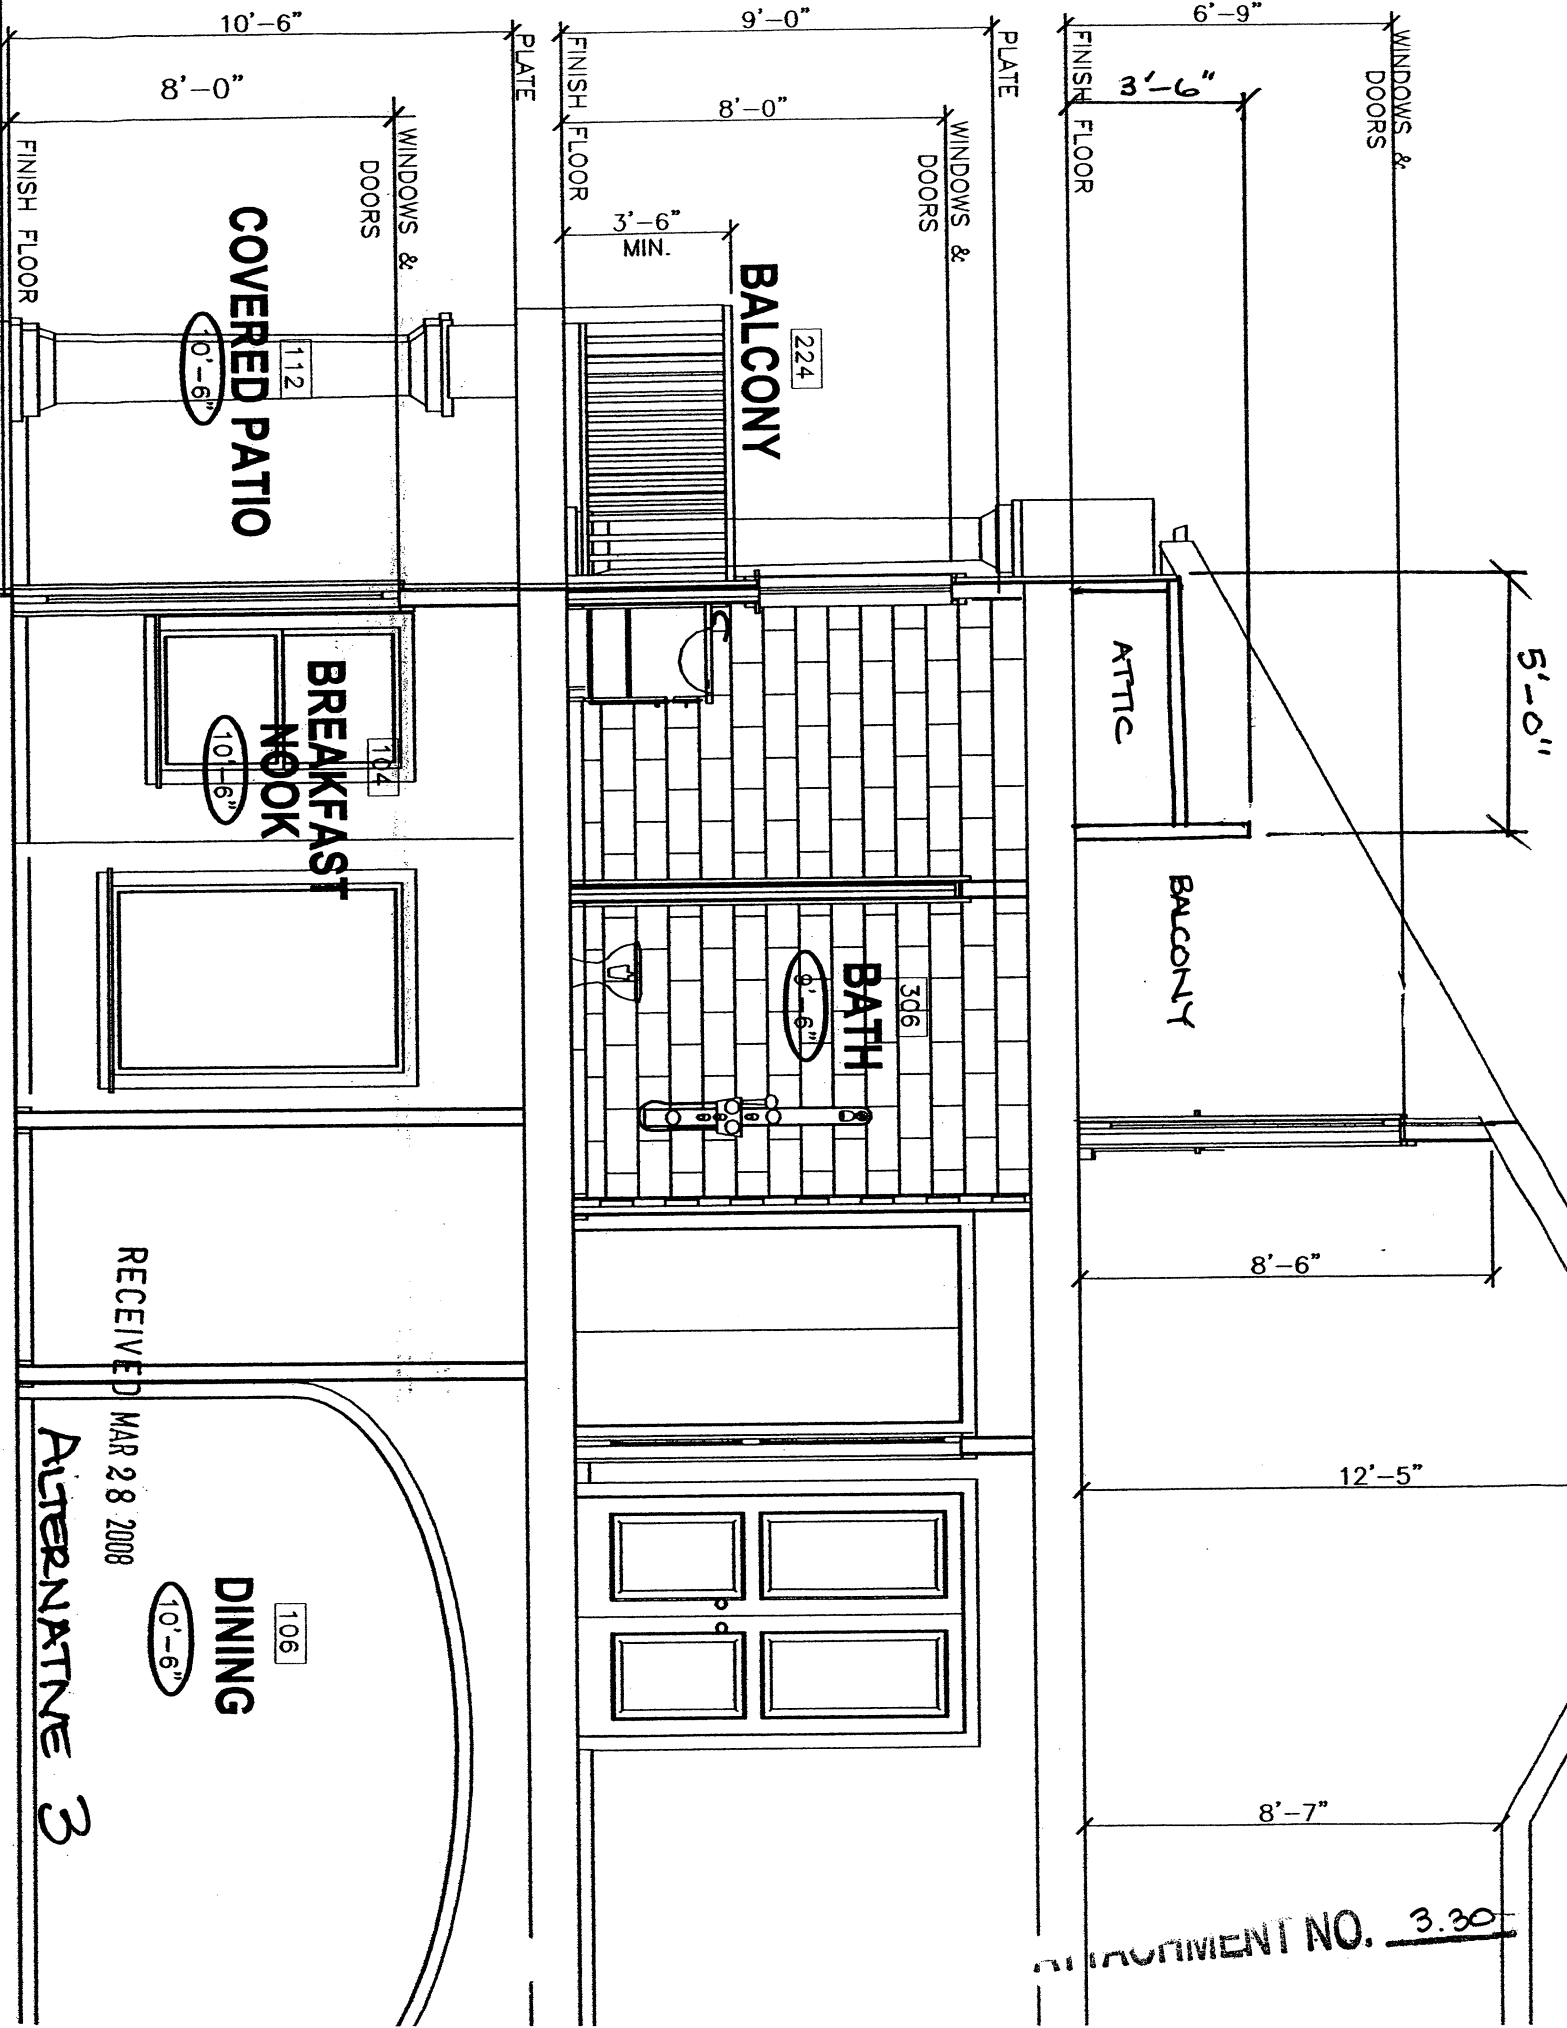 10'-6"
9'-0"
6'-9"
8'-0"
PLATE
FINISH FLOOR
8'-0"
PLATE
FINISH FLOOR
3'-6"
WINDOWS &
DOORS
FINISH FLOOR
WINDOWS &
DOORS
3'-6"
MIN.
WINDOWS &
DOORS
COVERED PATIO
112
10'-6"
BALCONY
224
5'-0"
ATTIC
BALCONY
BREAKFAST
NOOK
104
10'-6"
BATH
306
9'-6"
8'-6"
12'-5"
8'-7"
RECEIVED MAR 28 2008
DINING
106
10'-6"
ALTERNATIVE 3
ATTACHMENT NO. 3.30